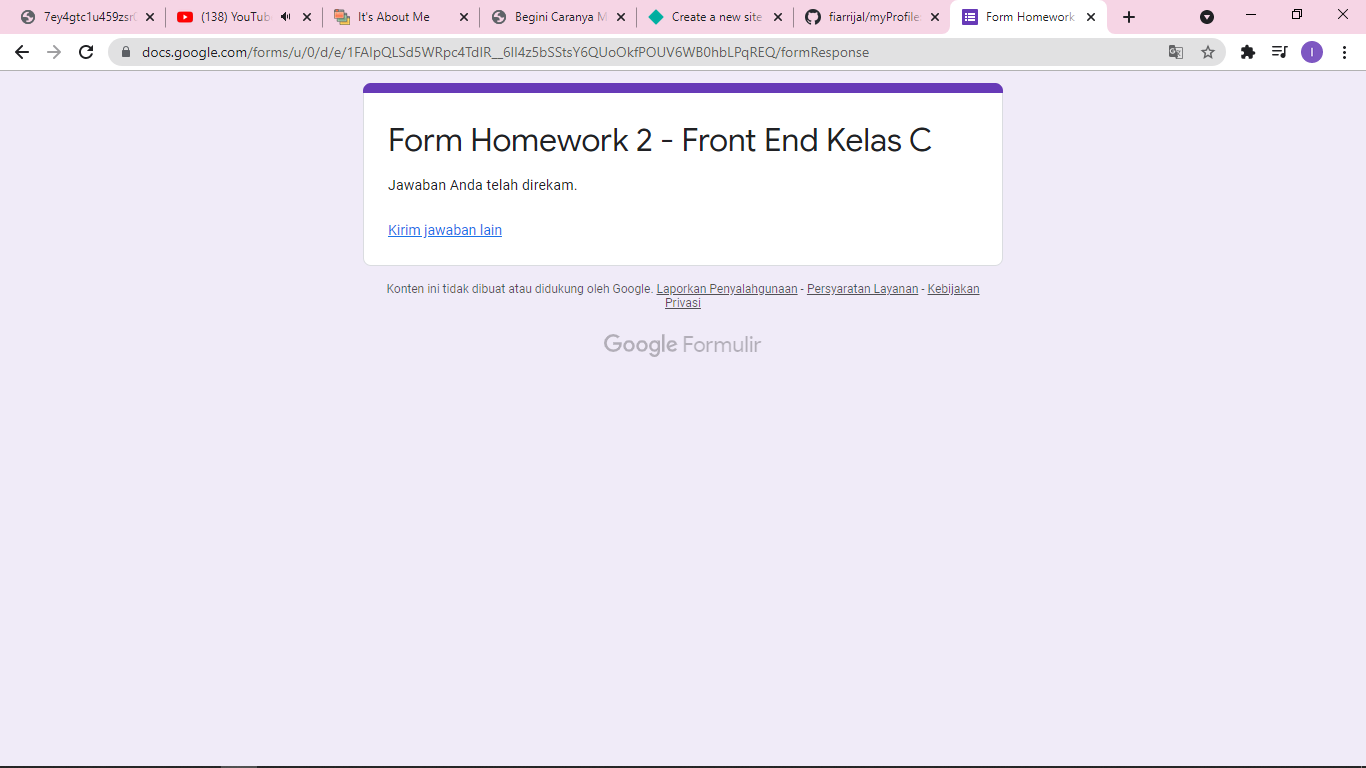 7ey4gtc1u459zsr
(138) YouTub
It's About Me
Begini Caranya M
Create a new site
fiarrijal/myProfile
Form Homework
docs.google.com/forms/u/0/d/e/1FAIpQLSd5WRpc4TdIR__6Il4z5bSStsY6QUoOkfPOUV6WB0hbLPqREQ/formResponse
I
Form Homework 2 - Front End Kelas C
Jawaban Anda telah direkam.
Kirim jawaban lain
Konten ini tidak dibuat atau didukung oleh Google. Laporkan Penyalahgunaan - Persyaratan Layanan - Kebijakan
Privasi
Google Formulir